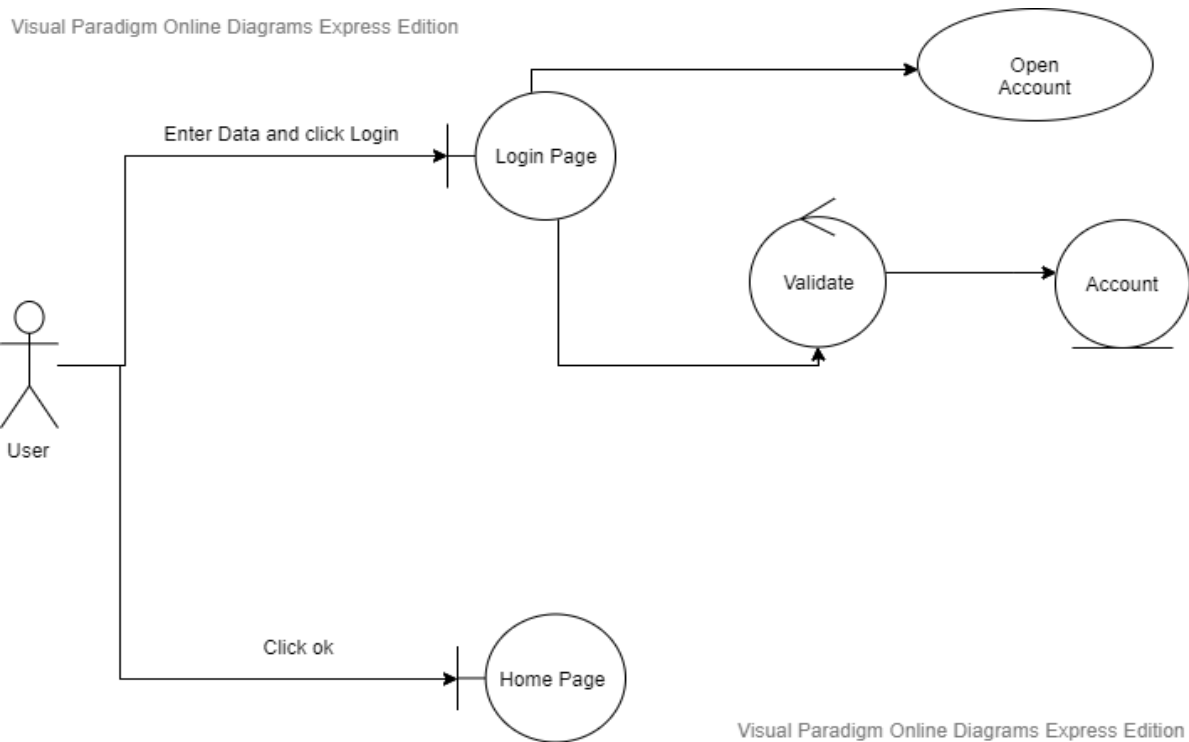 Visual Paradigm Online Diagrams Express Edition
Open
Account
Enter Data and click Login
Login Page
Validate
Account
User
Click ok
Home Page
Visual Paradigm Online Diagrams Express Edition